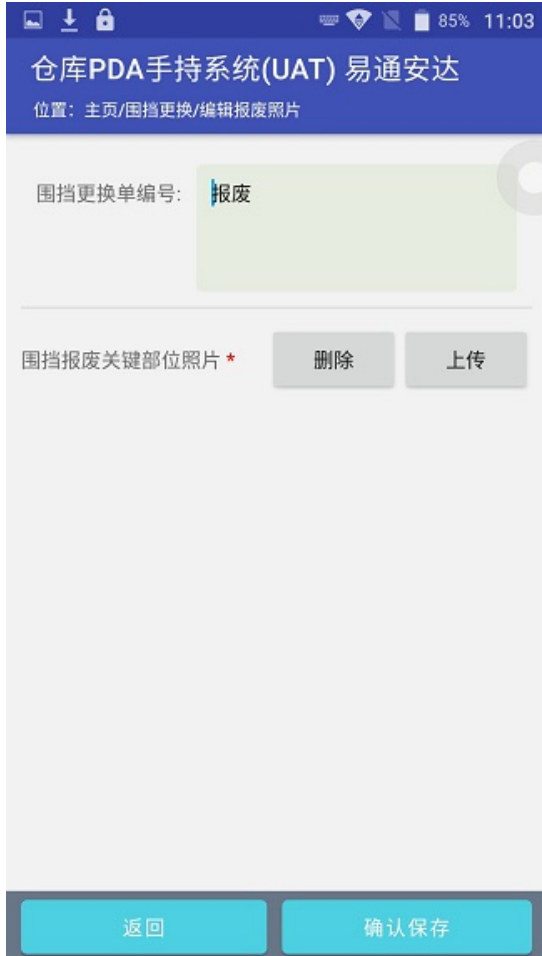 85% 11:03
仓库PDA手持系统(UAT) 易通安达
位置：主页/围挡更换/编辑报废照片
围挡更换单编号: 报废
围挡报废关键部位照片 * 删除 上传
返回 确认保存